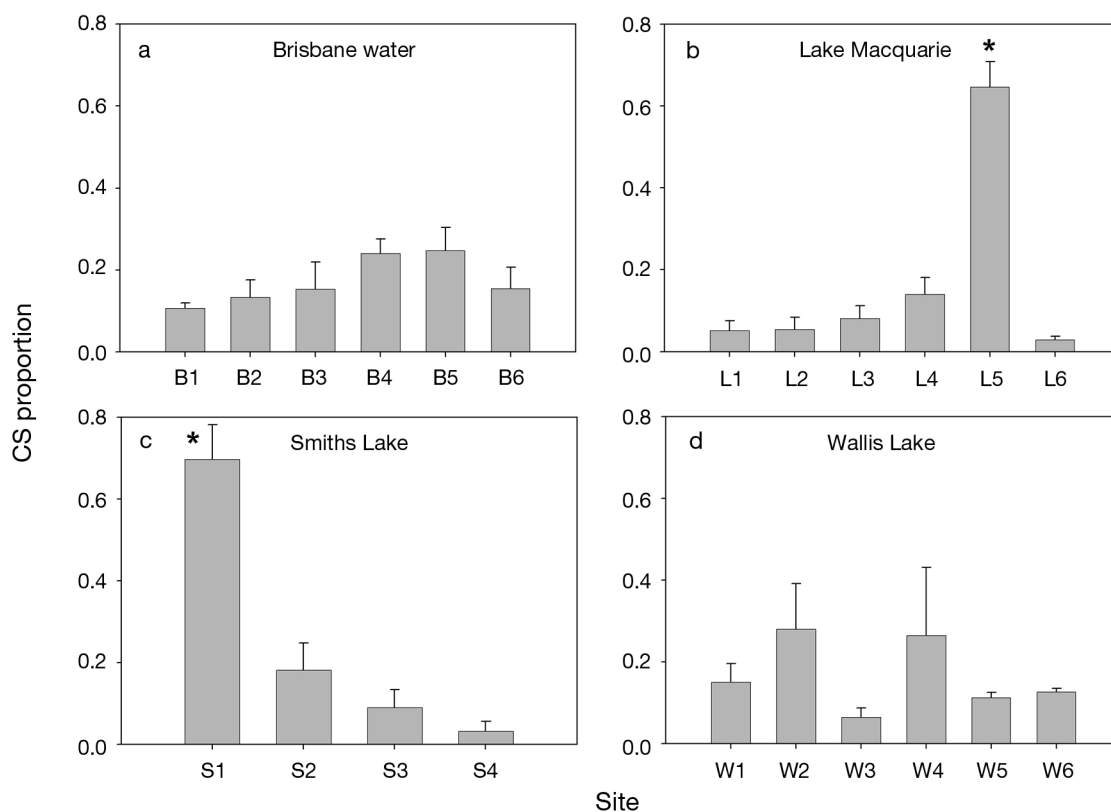 CS proportion
a
Brisbane water
0.8
0.6
0.4
0.2
0.0
B1 B2 B3 B4 B5 B6
b
Lake Macquarie
*
0.8
0.6
0.4
0.2
0.0
L1 L2 L3 L4 L5 L6
c
*
Smiths Lake
0.8
0.6
0.4
0.2
0.0
S1 S2 S3 S4
d
Wallis Lake
0.8
0.6
0.4
0.2
0.0
W1 W2 W3 W4 W5 W6
Site